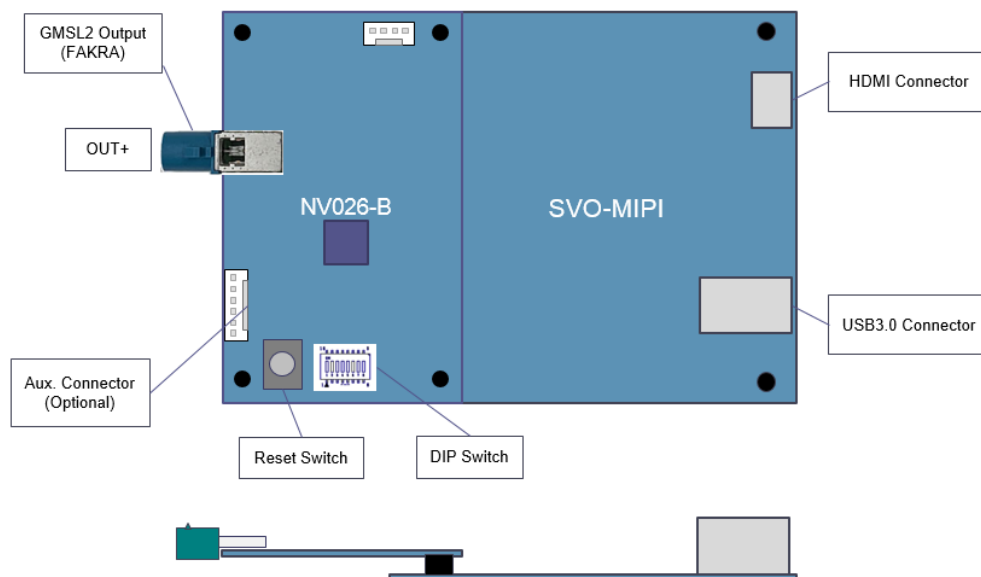 GMSL2 Output
(FAKRA)
HDMI Connector
OUT+
NV026-B
SVO-MIPI
USB3.0 Connector
Aux. Connector
(Optional)
Reset Switch
DIP Switch